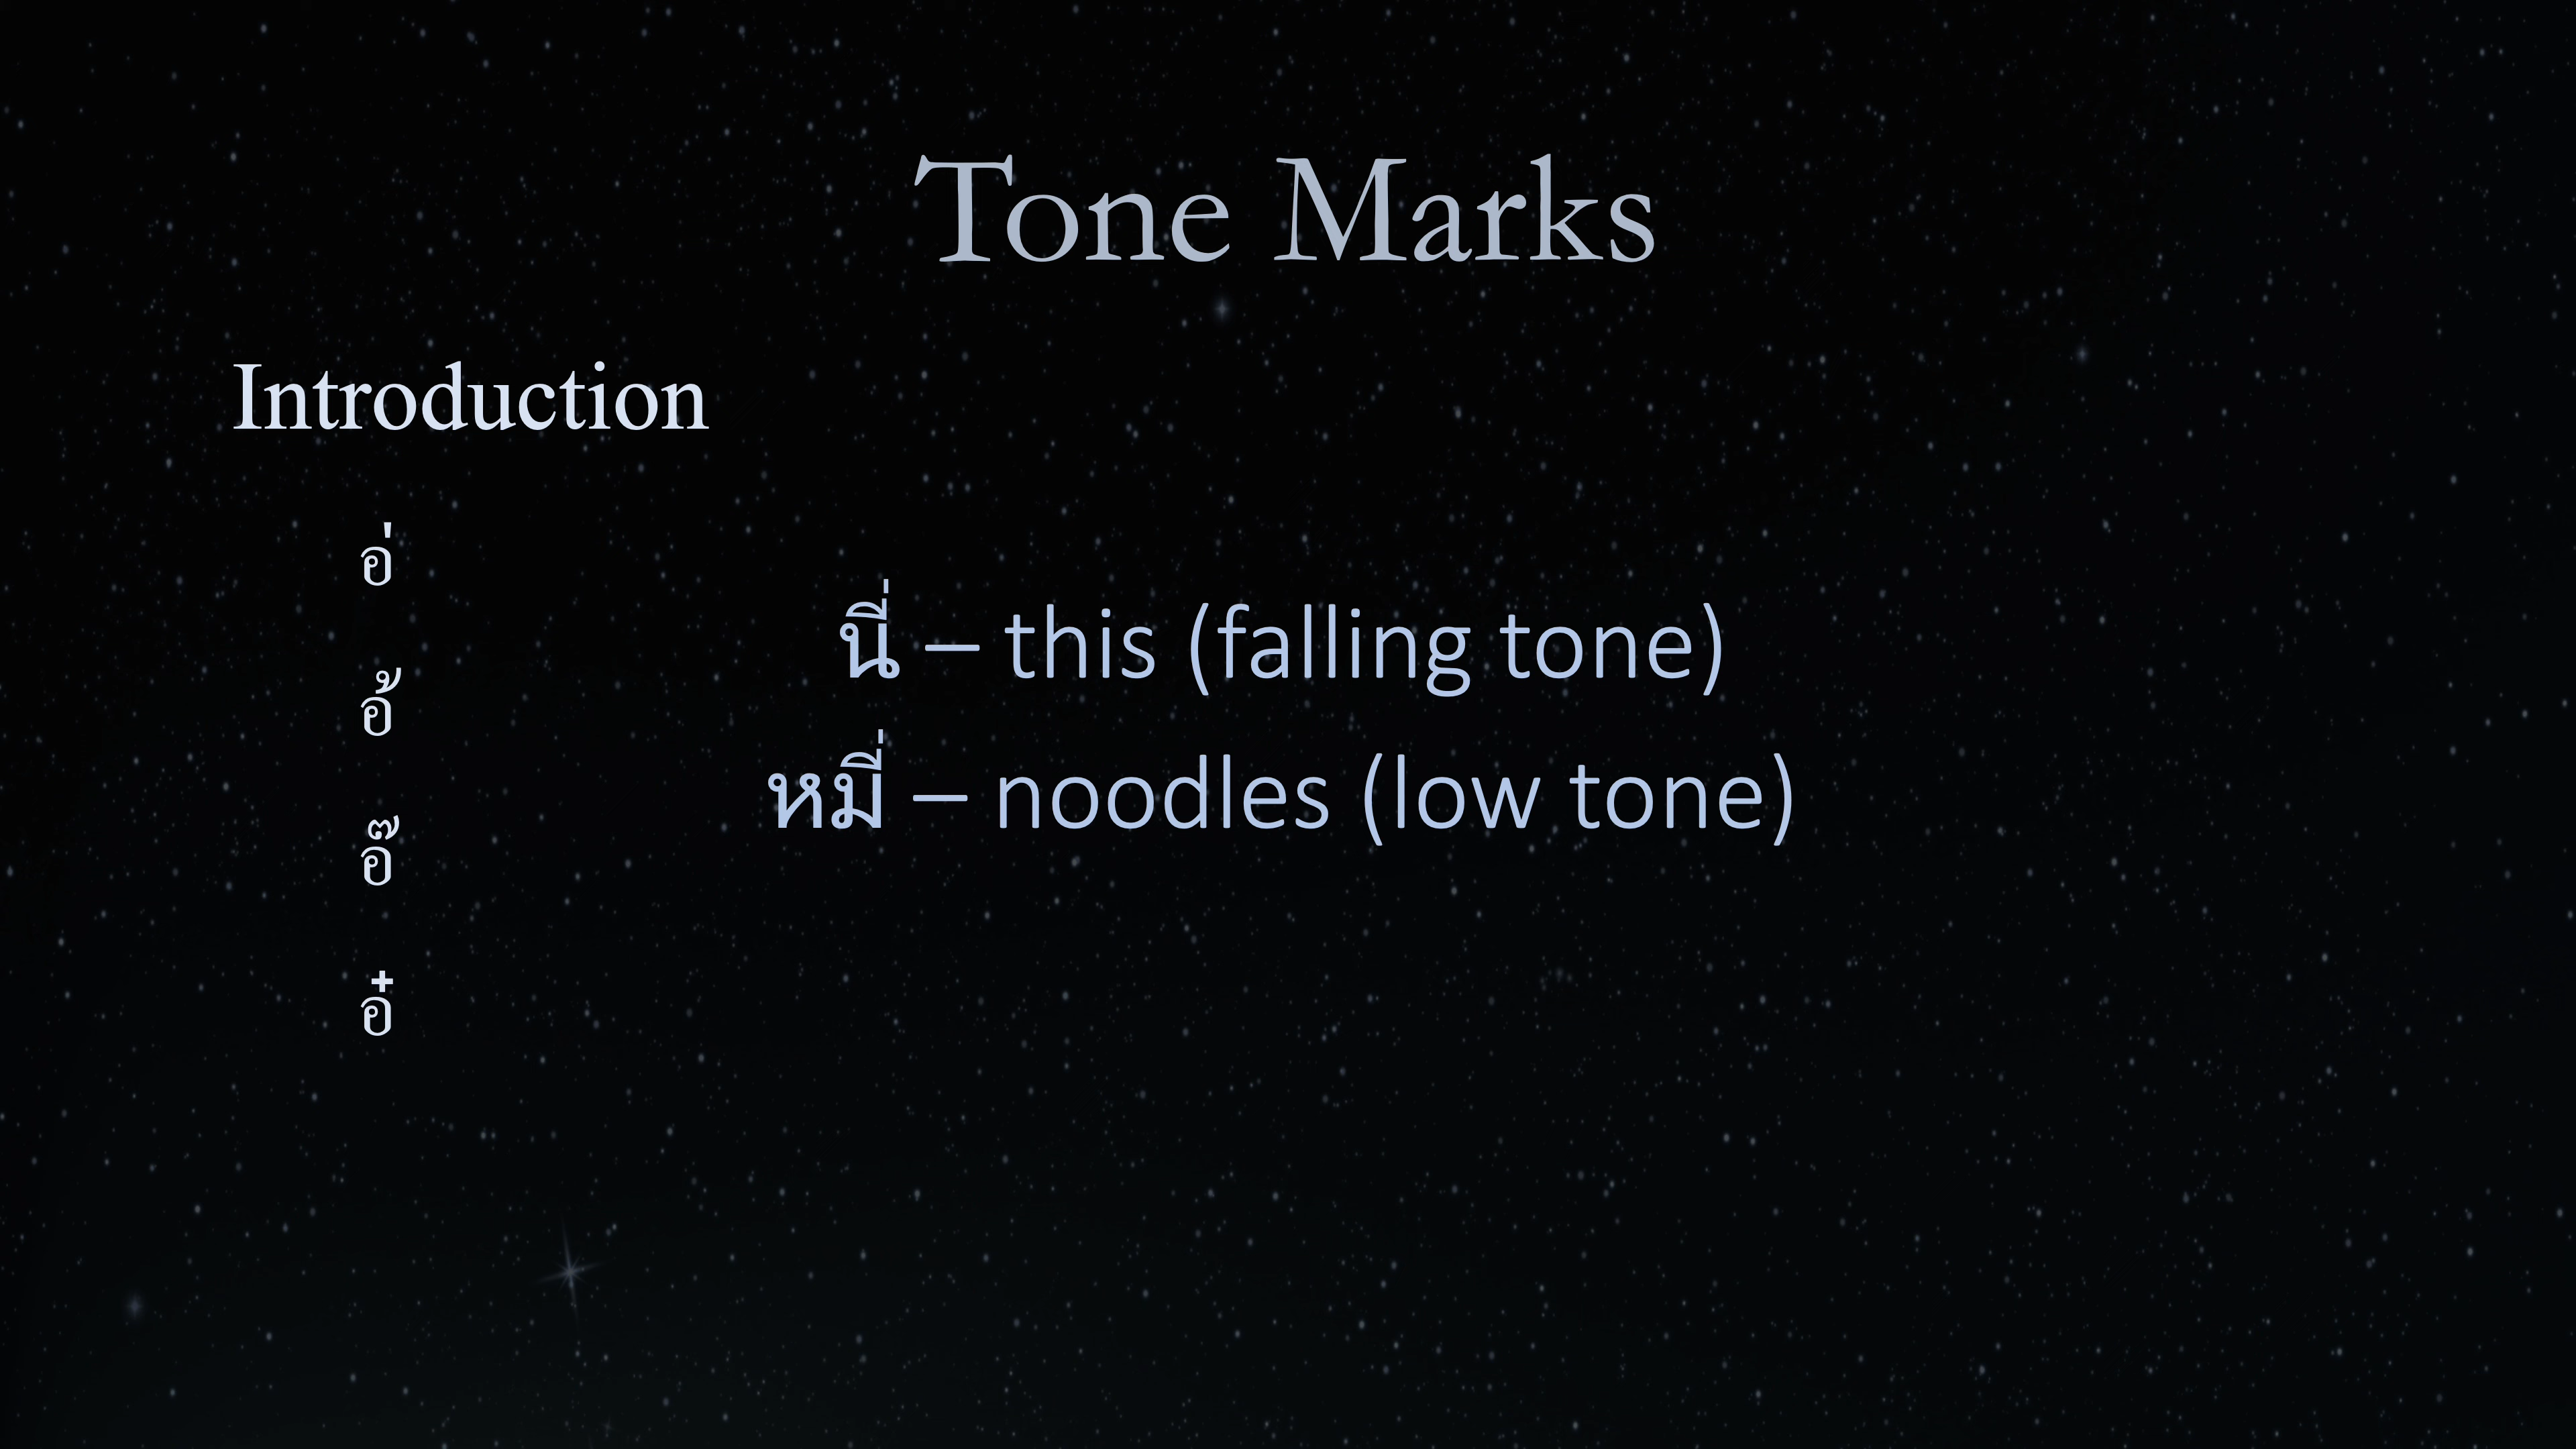 Tone Marks
Introduction
อ่
อ้
อ๊
อ๋
นี่ – this (falling tone)
หมี่ – noodles (low tone)